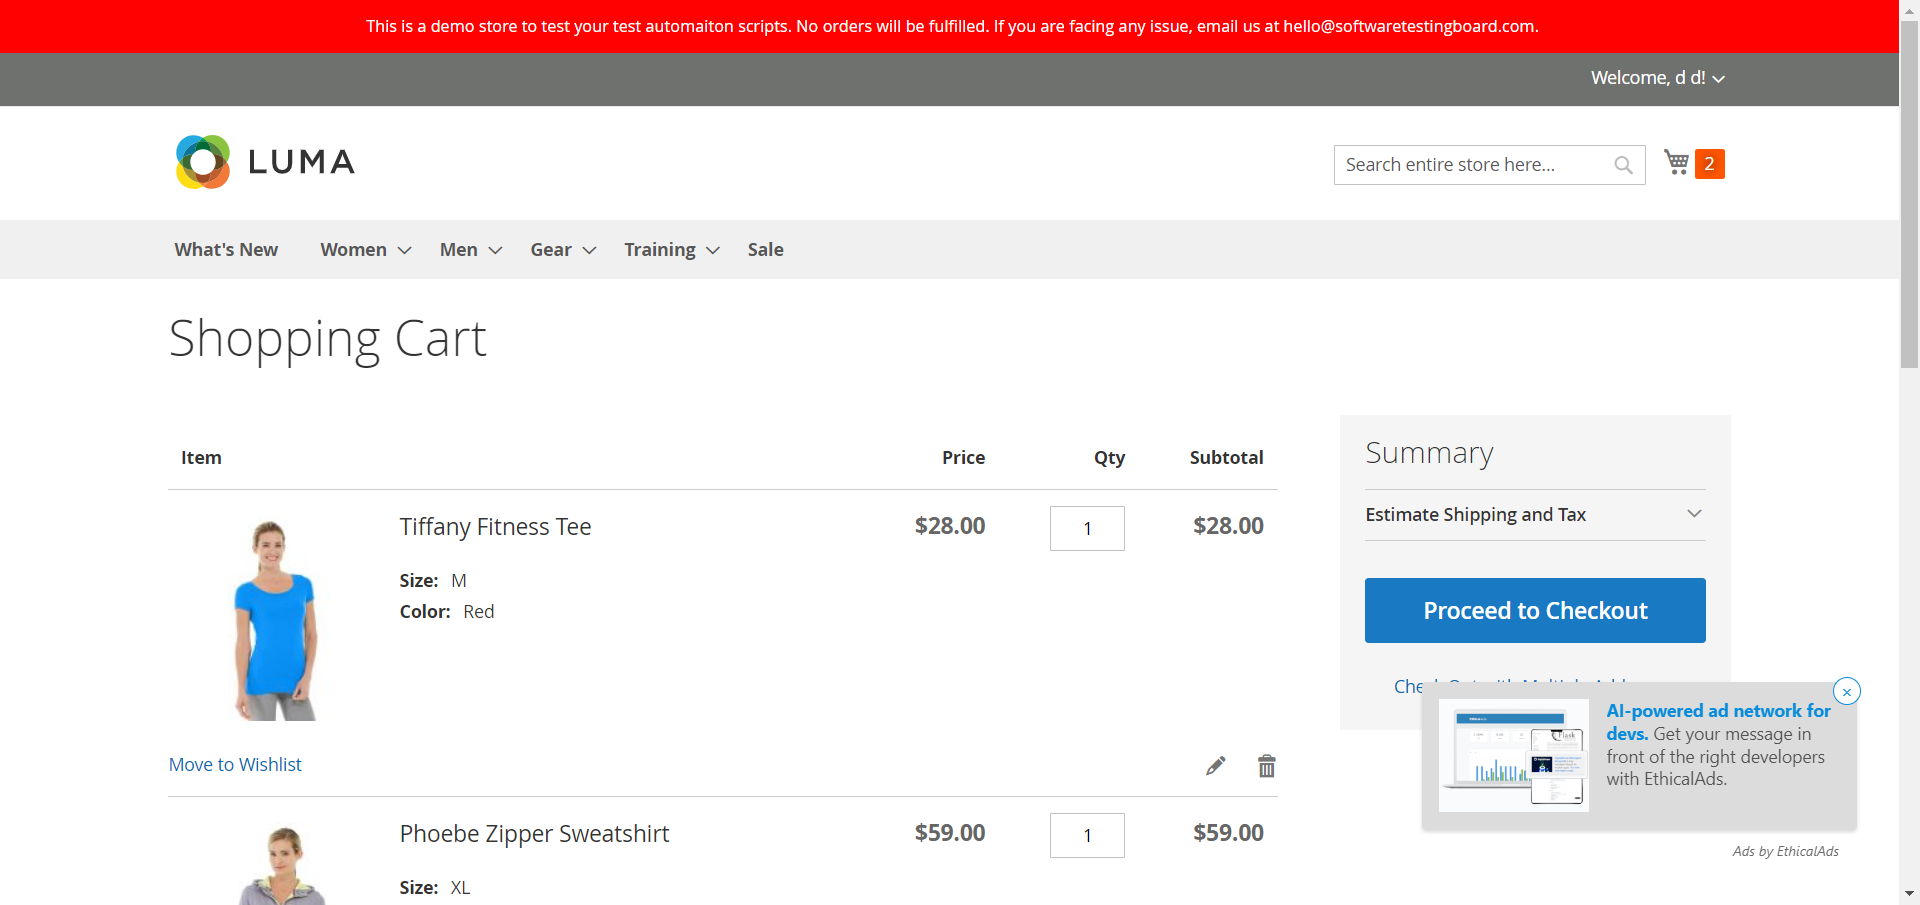 This is a demo store to test your test automaiton scripts. No orders will be fulfilled. If you are facing any issue, email us at hello@softwaretestingboard.com.
Welcome, d d!
LUMA
Search entire store here...
2
What's New Women Men Gear Training Sale
Shopping Cart
Item Price Qty Subtotal
Tiffany Fitness Tee $28.00 1 $28.00
Size: M
Color: Red
Move to Wishlist
Phoebe Zipper Sweatshirt $59.00 1 $59.00
Size: XL
Summary
Estimate Shipping and Tax
Proceed to Checkout
AI-powered ad network for
devs. Get your message in
front of the right developers
with EthicalAds.
Ads by EthicalAds